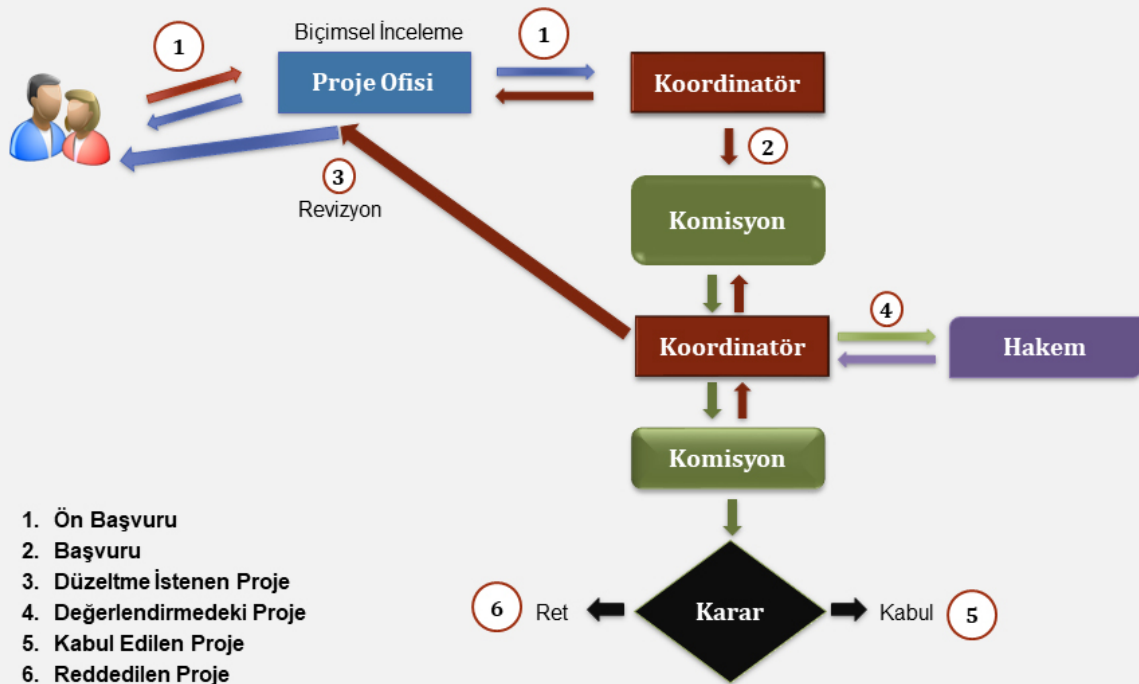 1
Biçimsel İnceleme
Proje Ofisi
1
Koordinatör
2
Komisyon
3
Revizyon
Koordinatör
4
Hakem
Komisyon
1. Ön Başvuru
2. Başvuru
3. Düzeltme İstenen Proje
4. Değerlendirmedeki Proje
5. Kabul Edilen Proje
6. Reddedilen Proje
6
Ret
Karar
Kabul
5